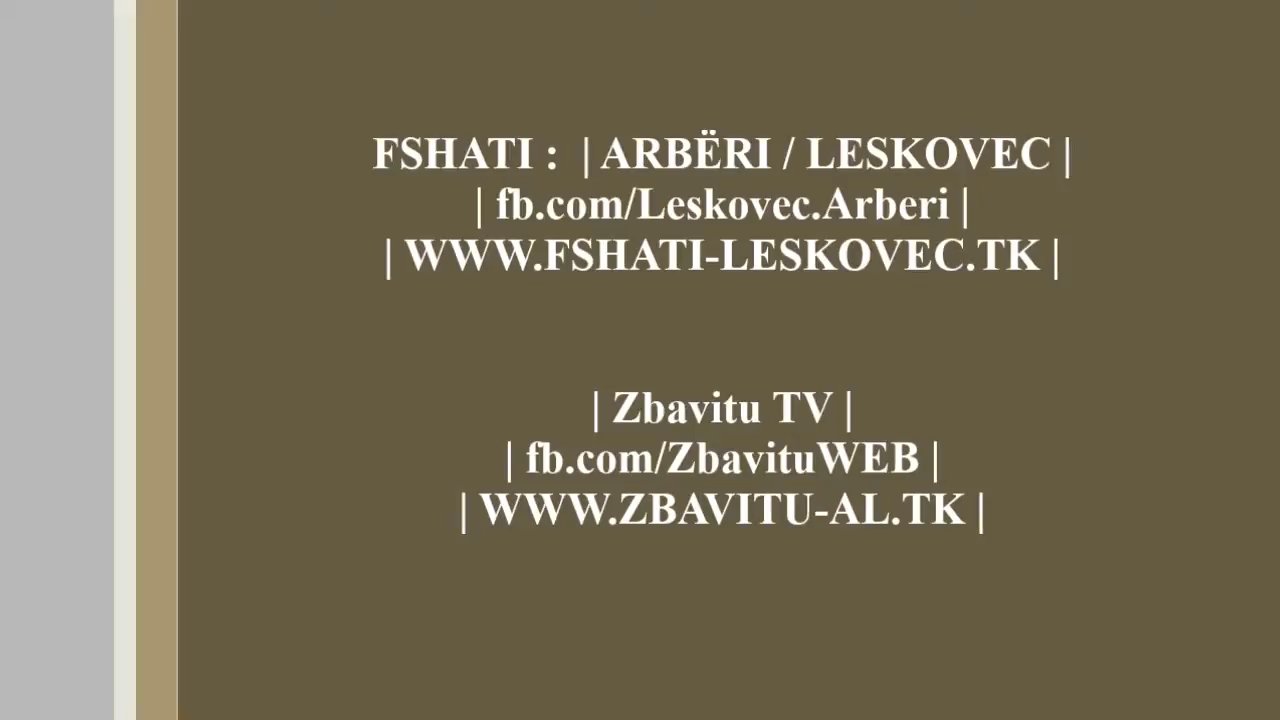 FSHATI : | ARBËRI / LESKOVEC |
| fb.com/Leskovec.Arberi |
| WWW.FSHATI-LESKOVEC.TK |
| Zbavitu TV |
| fb.com/ZbavituWEB |
| WWW.ZBAVITU-AL.TK |